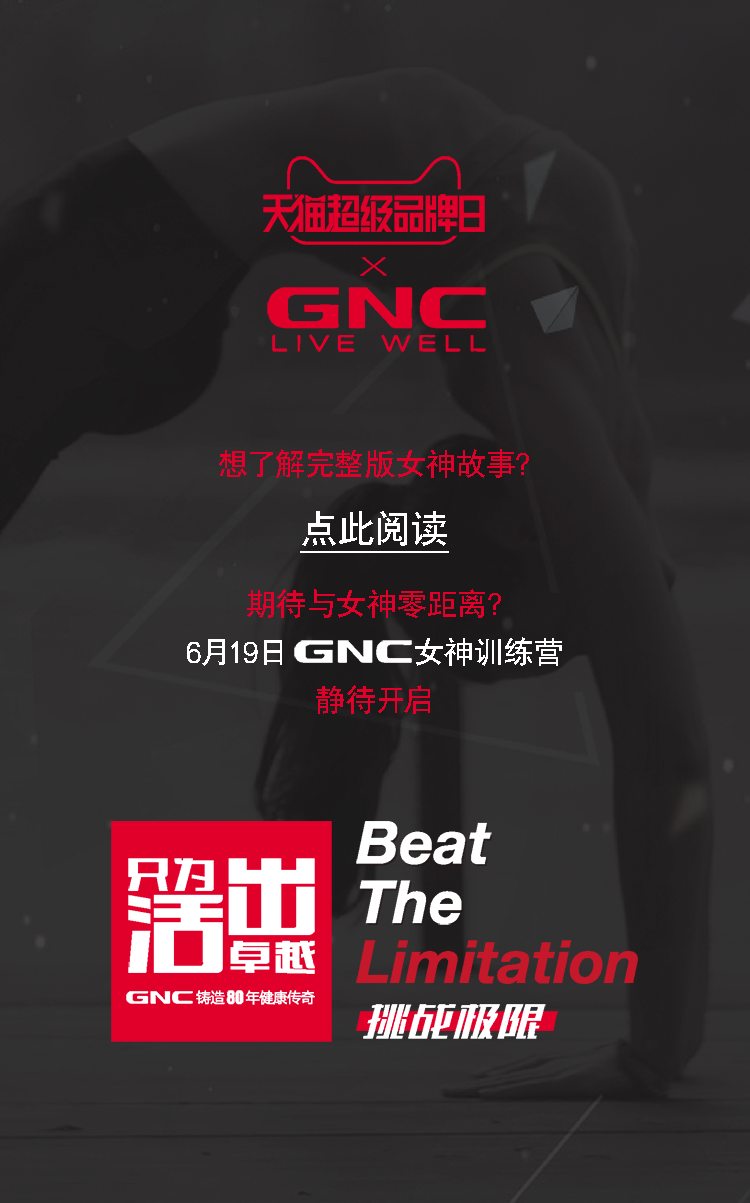 天猫超级品牌日
×
GNC
LIVE WELL
想了解完整版女神故事?
点此阅读
期待与女神零距离?
6月19日 GNC女神训练营
静待开启
只为
活出
卓越
GNC 铸造80年健康传奇
Beat
The
Limitation
挑战极限